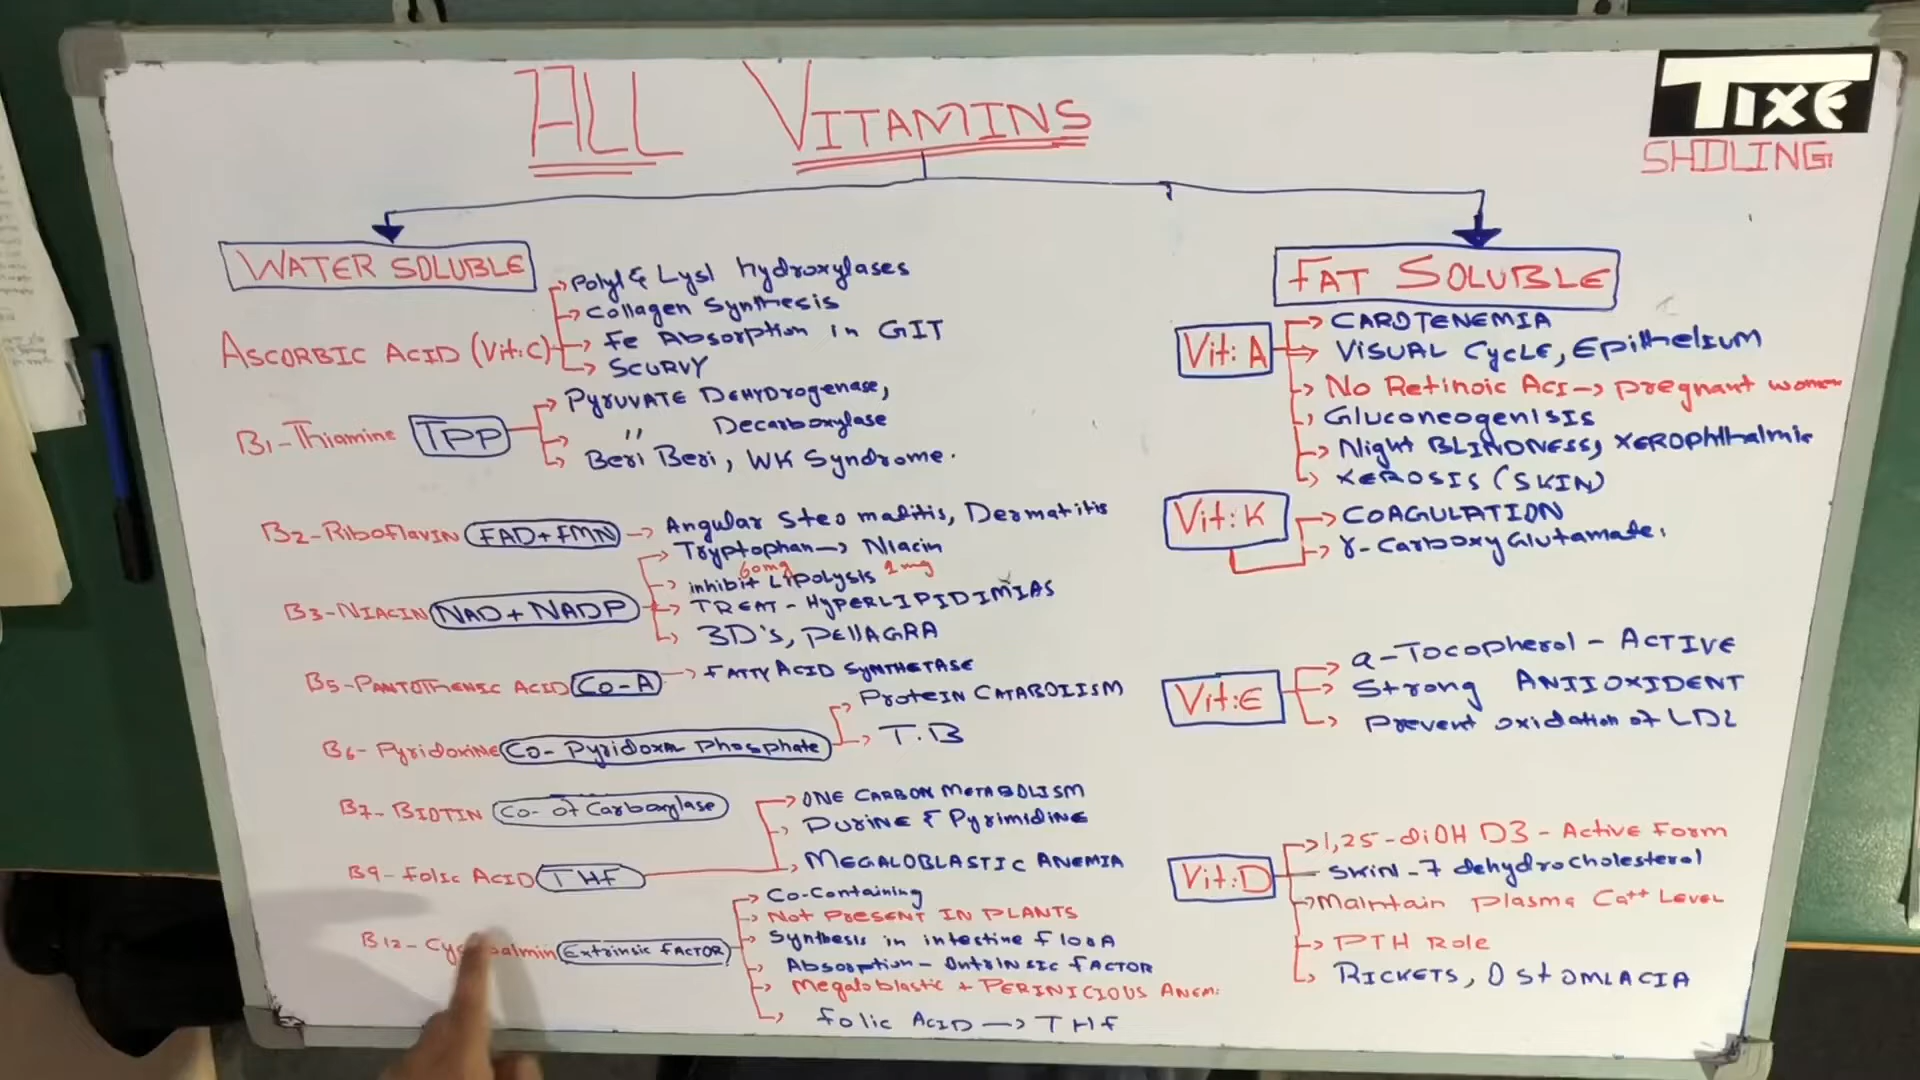 ALL VITAMINS
TIXE
SHDLING
WATER SOLUBLE
Polyl & Lysl hydroxylases
Collagen Synthesis
ASCORBIC ACID (Vit:C)
Fe Absorption in GIT
SCURVY
B1-Thiamine TPP
PYRUVATE DEHYDrogenase,
" Decarboxylase
Beri Beri, WK Syndrome.
B2-RiboflavIN FAD+FMN
Angular Steomatitis, Dermatitis
B3-NIACIN NAD+NADP
Tryptophan→ Niacin
60mg 1mg
inhibit Lipolysis
TREAT-HyPERLIPIDIMIAS
3D's, PEllAGRA
B5-PANTOTHENIC ACID CO-A
FATTY ACID SYNTHETASE
B6-PyRIDOXINE CO-Pyridoxal Phosphate
PROTEIN CATABOLISM
T.B
B7-BIOTIN CO-of Carboxylase
B9-FOLIC ACID THF
ONE CARBON METABOLISM
PURINE & PyRIMIDINE
MEGALOBLASTIC ANEMIA
B12- Extrinsic FACTOR
Co-Containing
NOT PRESENT IN PLANTS
Synthesis in intestine flooA
Absorption-IntrINSIC fACTOR
Megaloblastic + PERINICIOUS ANEM:
folic ACID → THF
FAT SOLUBLE
Vit:A
CAROTENEMIA
VISUAL CYCLE, EpitheliUM
No Retinoic Aci→ pregnant women
GluconeogenISIS
Night BLINDNESS, XEROPHthalmic
XEROSIS (SKIN)
Vit:K
COAGULATION
γ-CarboxyGlutamate.
Vit:E
α-Tocopherol-ACTIVE
Strong ANTIOXIDENT
Prevent oxidation of LDL
Vit:D
1,25-diOH D3-Active Form
SKIN-7 dehydrocholesterol
Maintain Plasma Ca++ Level
PTH Role
RICKETS, OStOMLACIA